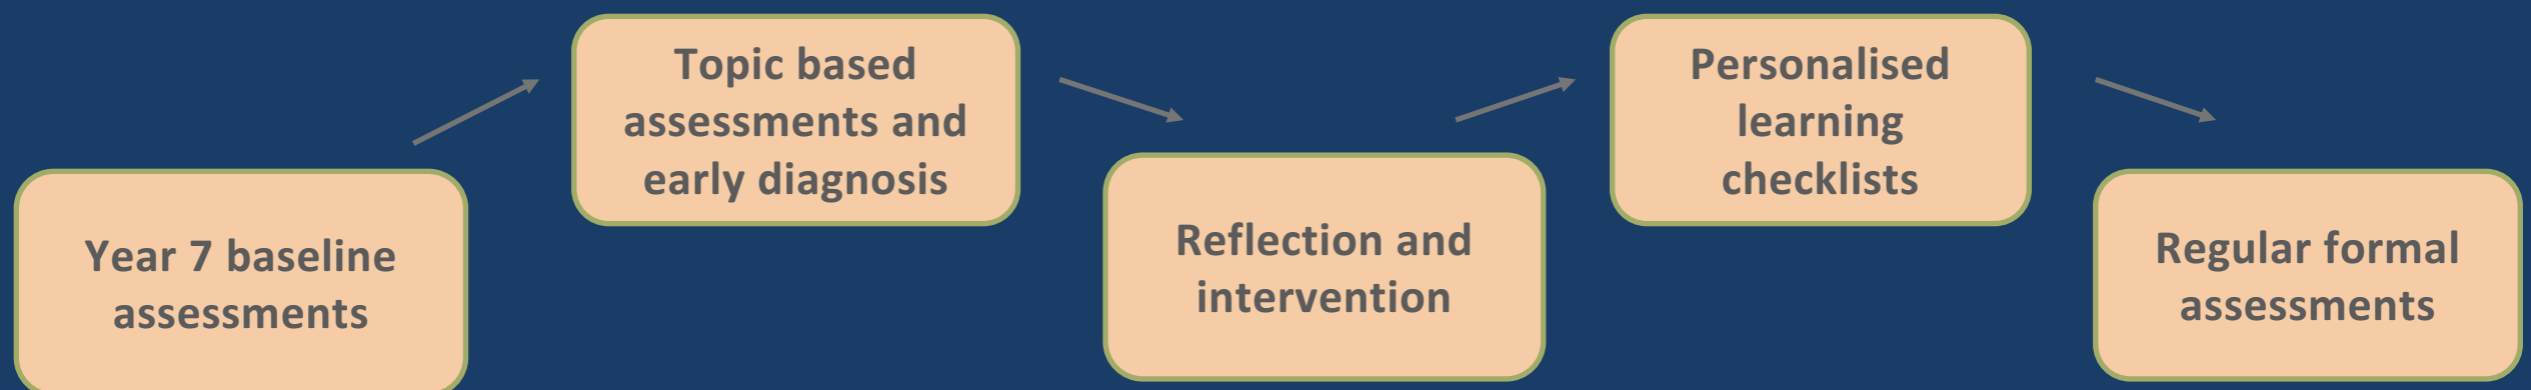 Year 7 baseline
assessments
Topic based
assessments and
early diagnosis
Reflection and
intervention
Personalised
learning
checklists
Regular formal
assessments